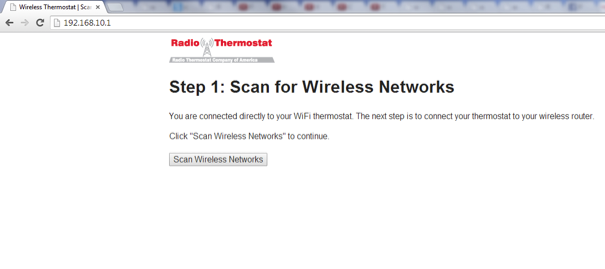 Wireless Thermostat | Scan
192.168.10.1
Radio Thermostat
Radio Thermostat Company of America
Step 1: Scan for Wireless Networks
You are connected directly to your WiFi thermostat. The next step is to connect your thermostat to your wireless router.
Click "Scan Wireless Networks" to continue.
Scan Wireless Networks